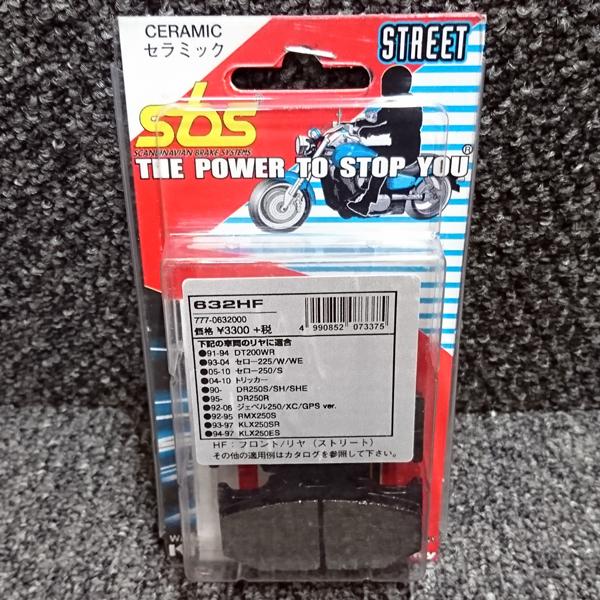 CERAMIC
セラミック
STREET
sbs
SCANDINAVIAN BRAKE SYSTEMS
THE POWER TO STOP YOU®
632HF
777-0632000
価格 ¥3300 +税
4 990852 073375
下記の車両のリヤに適合
●91-94 DT200WR
●93-04 セロー225/W/WE
●05-10 セロー250/S
●04-10 トリッカー
●90- DR250S/SH/SHE
●95- DR250R
●92-06 ジェベル250/XC/GPS ver.
●92-95 RMX250S
●93-97 KLX250SR
●94-97 KLX250ES
HF：フロント/リヤ（ストリート）
その他の適用例はカタログを参照して下さい。